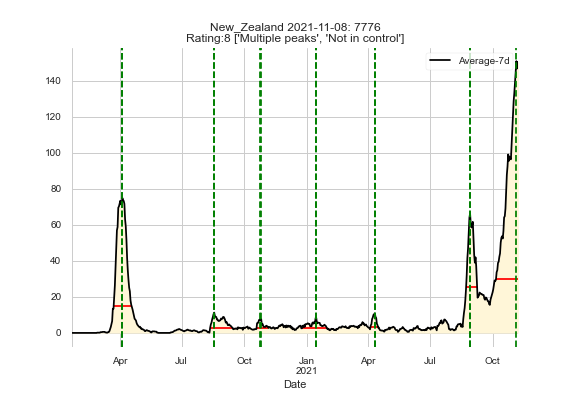 New_Zealand 2021-11-08: 7776
Rating:8 ['Multiple peaks', 'Not in control']
Average-7d
140
120
100
80
60
40
20
0
Apr Jul Oct Jan Apr Jul Oct
2021
Date